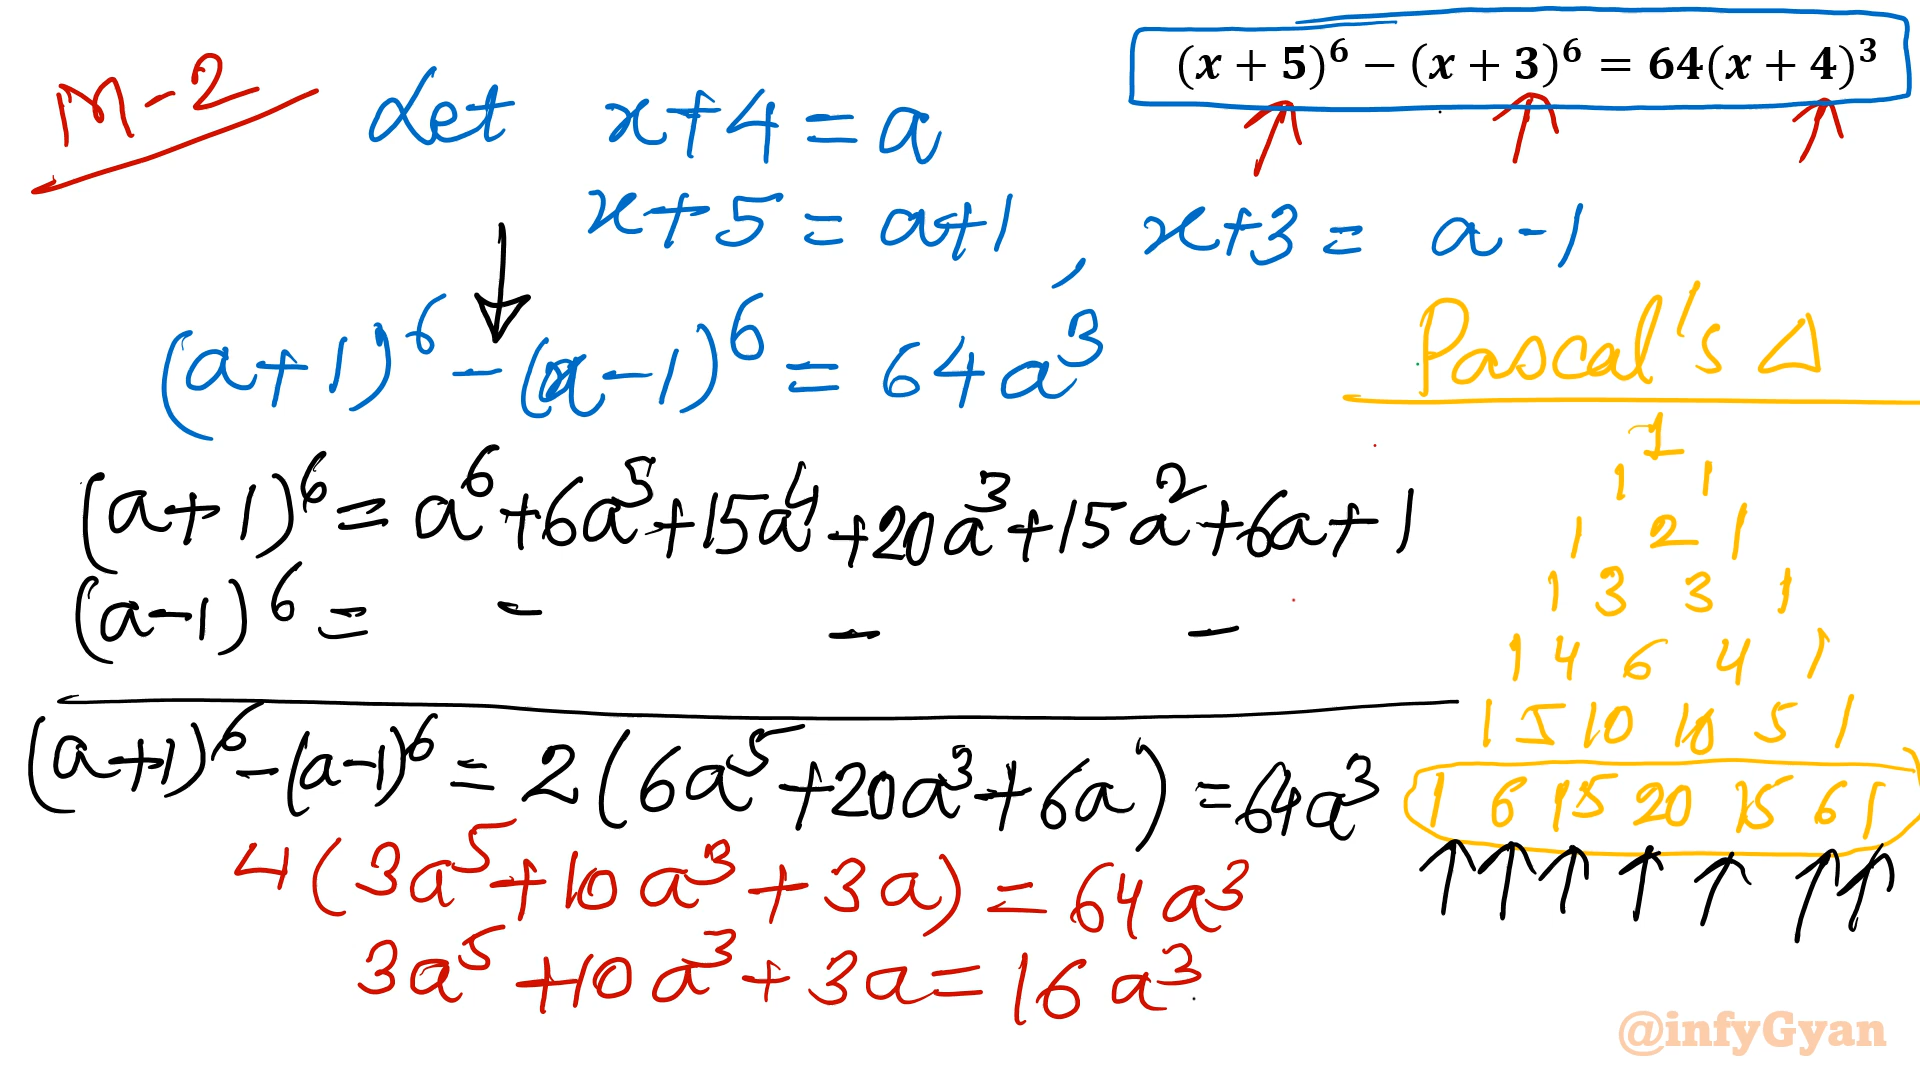 (x + 5)⁶ − (x + 3)⁶ = 64(x + 4)³
M-2
Let x+4 = a
x+5 = a+1 , x+3 = a-1
(a+1)⁶ - (a-1)⁶ = 64a³
(a+1)⁶ = a⁶+6a⁵+15a⁴+20a³+15a²+6a+1
(a-1)⁶ = - - -
(a+1)⁶-(a-1)⁶ = 2(6a⁵+20a³+6a) = 64a³
4(3a⁵+10a³+3a) = 64a³
3a⁵+10a³+3a = 16a³
Pascal's △
1
1 1
1 2 1
1 3 3 1
1 4 6 4 1
1 5 10 10 5 1
1 6 15 20 15 6 1
@infyGyan